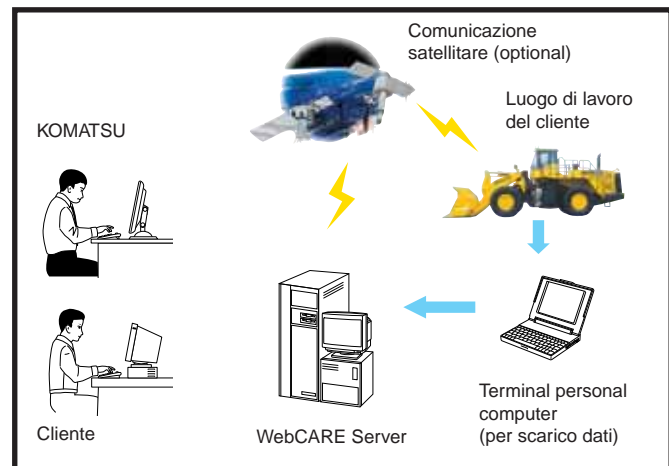 Comunicazione
satellitare (optional)
Luogo di lavoro
del cliente
KOMATSU
Cliente
WebCARE Server
Terminal personal
computer
(per scarico dati)